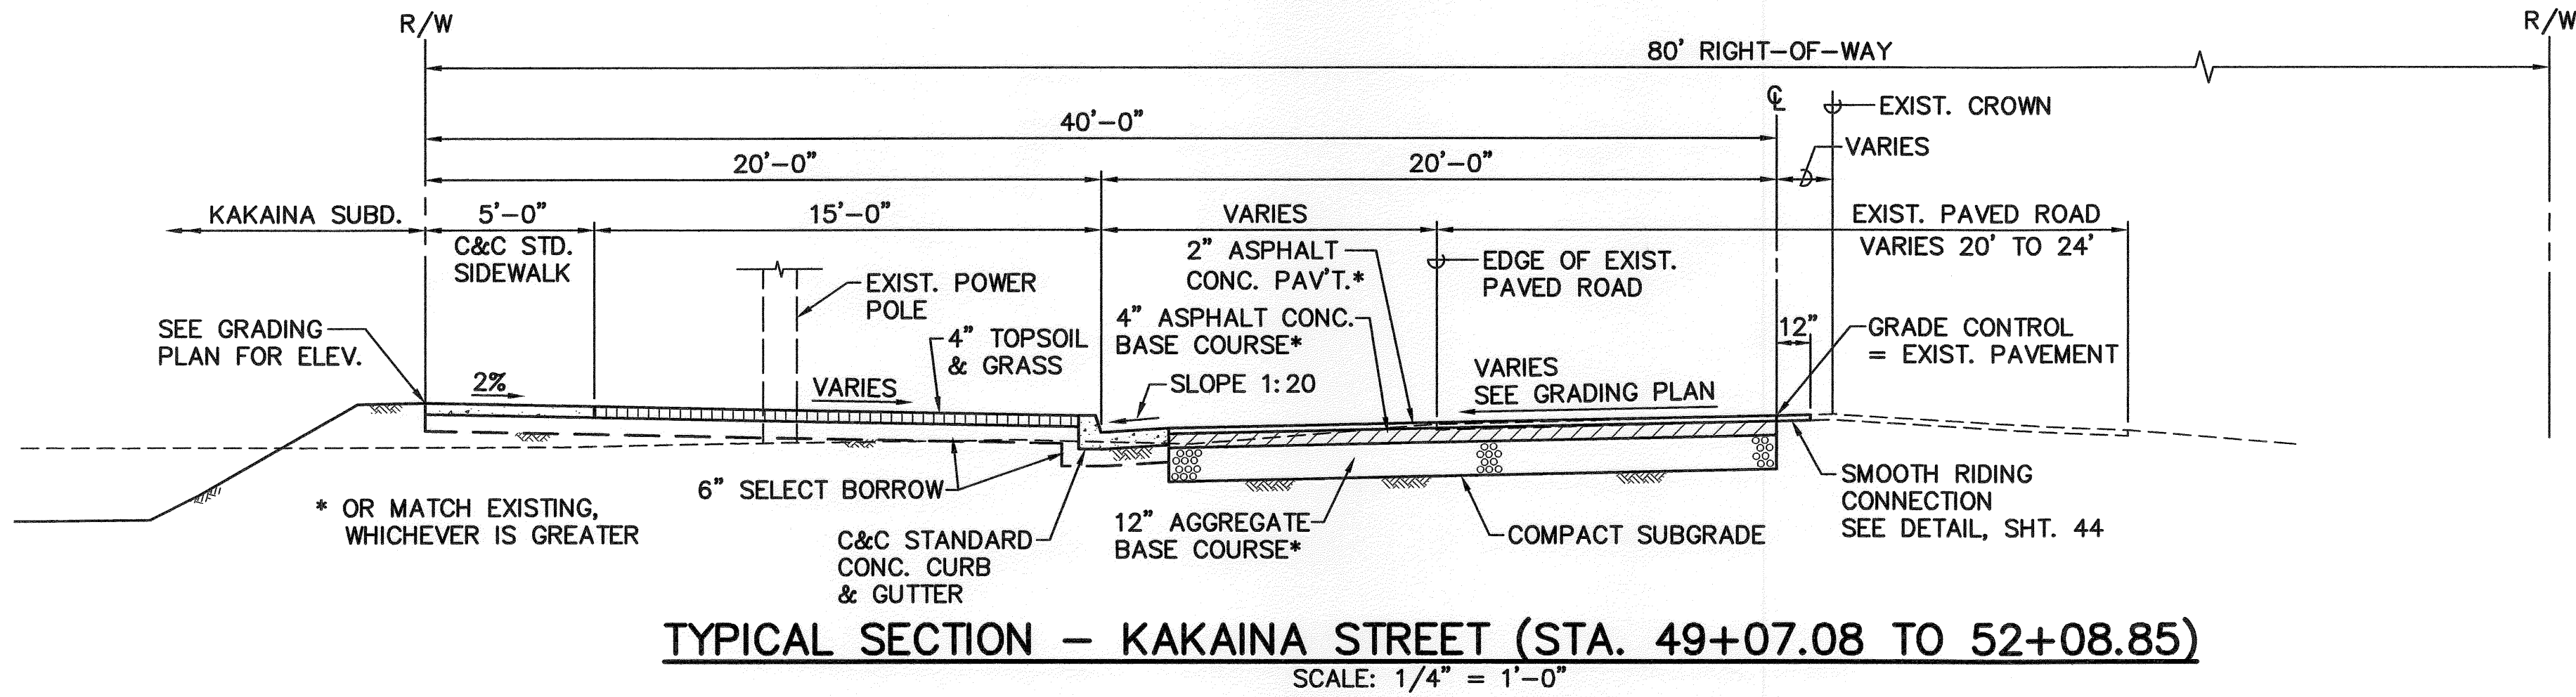 R/W
R/W
80' RIGHT-OF-WAY
℄
EXIST. CROWN
40'-0"
VARIES
20'-0"
20'-0"
KAKAINA SUBD.
5'-0"
15'-0"
VARIES
EXIST. PAVED ROAD
VARIES 20' TO 24'
C&C STD.
SIDEWALK
2" ASPHALT
CONC. PAV'T.*
EDGE OF EXIST.
PAVED ROAD
EXIST. POWER
POLE
SEE GRADING
PLAN FOR ELEV.
4" TOPSOIL
& GRASS
4" ASPHALT CONC.
BASE COURSE*
12"
GRADE CONTROL
= EXIST. PAVEMENT
2%
VARIES
SLOPE 1:20
VARIES
SEE GRADING PLAN
6" SELECT BORROW
* OR MATCH EXISTING,
WHICHEVER IS GREATER
C&C STANDARD
CONC. CURB
& GUTTER
12" AGGREGATE
BASE COURSE*
COMPACT SUBGRADE
SMOOTH RIDING
CONNECTION
SEE DETAIL, SHT. 44
TYPICAL SECTION - KAKAINA STREET (STA. 49+07.08 TO 52+08.85)
SCALE: 1/4" = 1'-0"